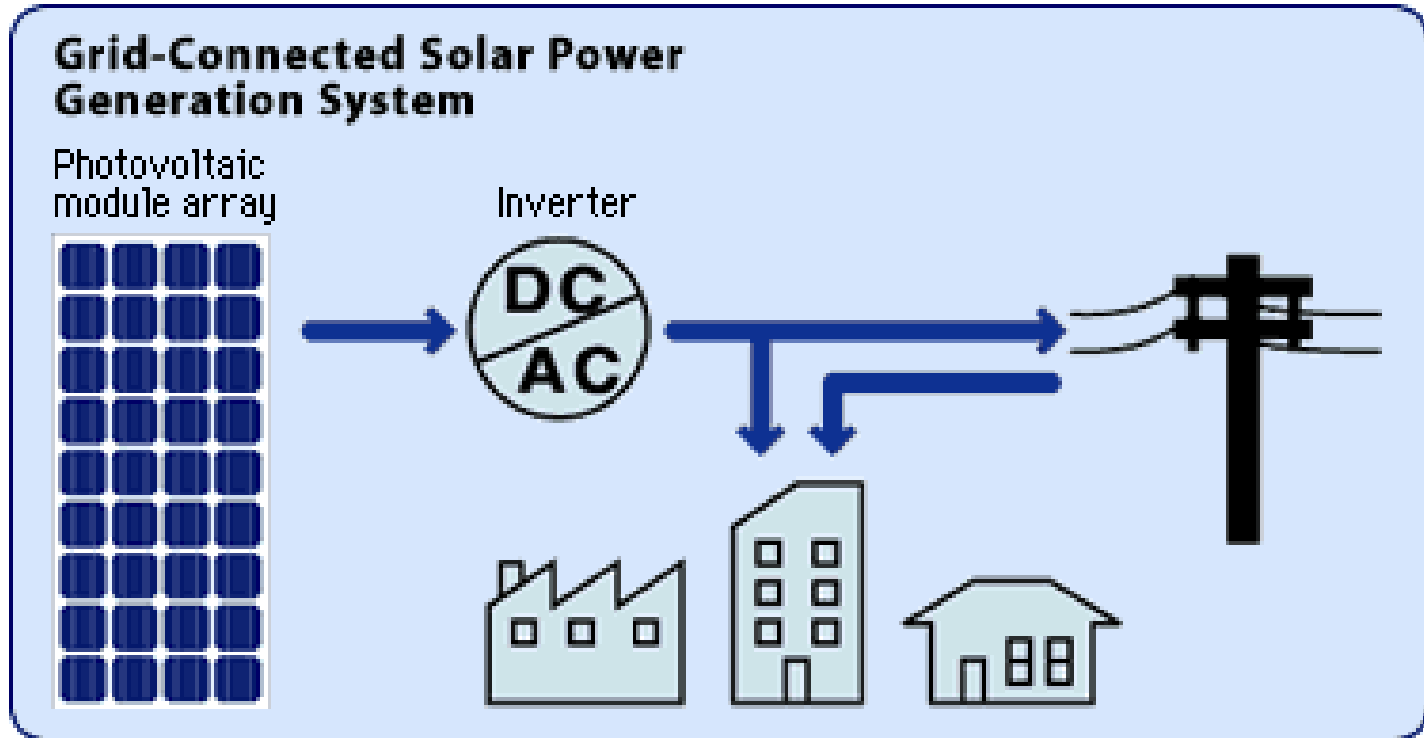 Grid-Connected Solar Power
Generation System
Photovoltaic
module array
Inverter
DC
AC